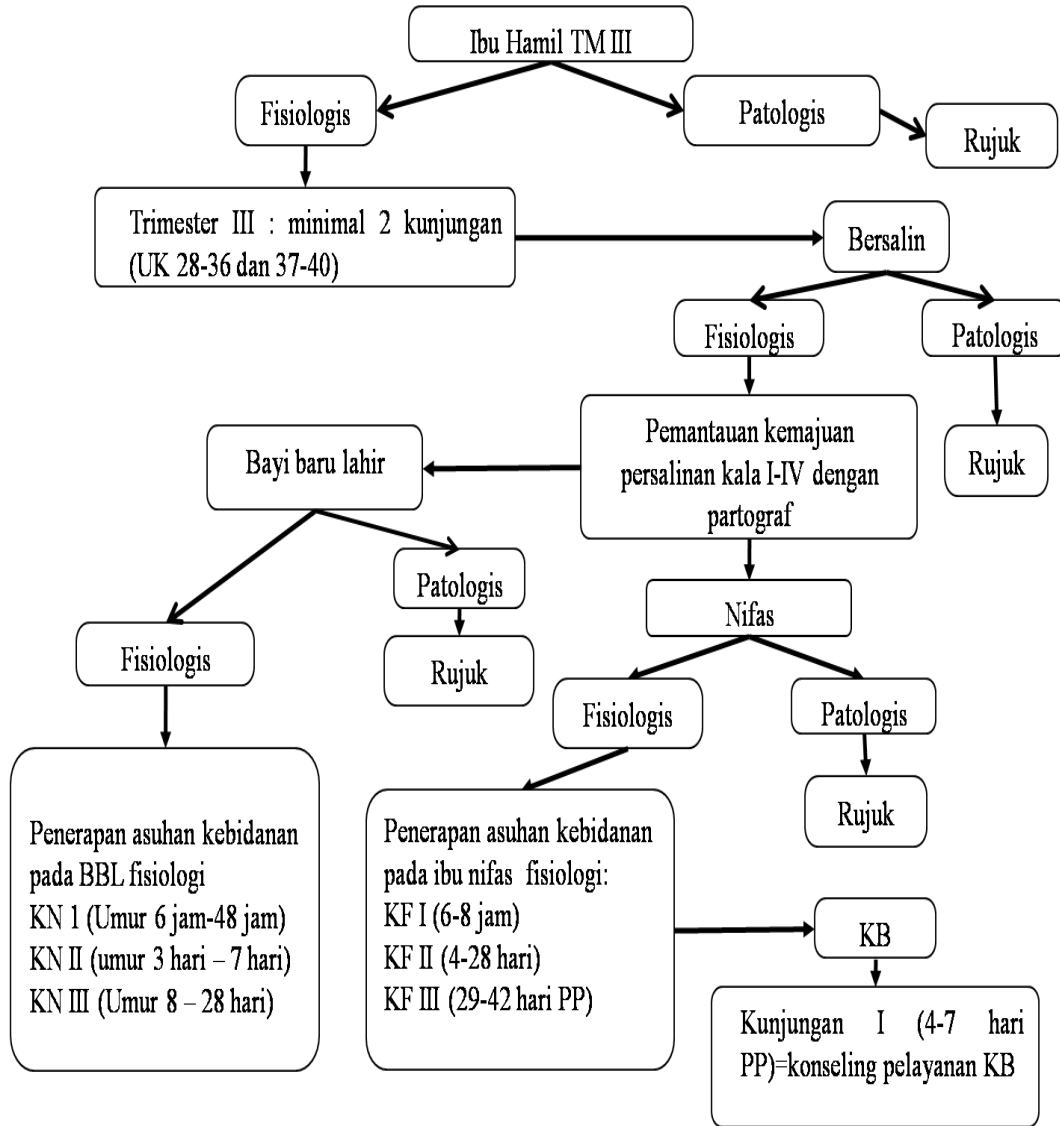 Ibu Hamil TM III
Fisiologis
Patologis
Rujuk
Trimester III : minimal 2 kunjungan
(UK 28-36 dan 37-40)
Bersalin
Fisiologis
Patologis
Rujuk
Pemantauan kemajuan
persalinan kala I-IV dengan
partograf
Bayi baru lahir
Patologis
Rujuk
Fisiologis
Nifas
Fisiologis
Patologis
Rujuk
Penerapan asuhan kebidanan
pada BBL fisiologi
KN 1 (Umur 6 jam-48 jam)
KN II (umur 3 hari – 7 hari)
KN III (Umur 8 – 28 hari)
Penerapan asuhan kebidanan
pada ibu nifas fisiologi:
KF I (6-8 jam)
KF II (4-28 hari)
KF III (29-42 hari PP)
KB
Kunjungan I (4-7 hari
PP)=konseling pelayanan KB